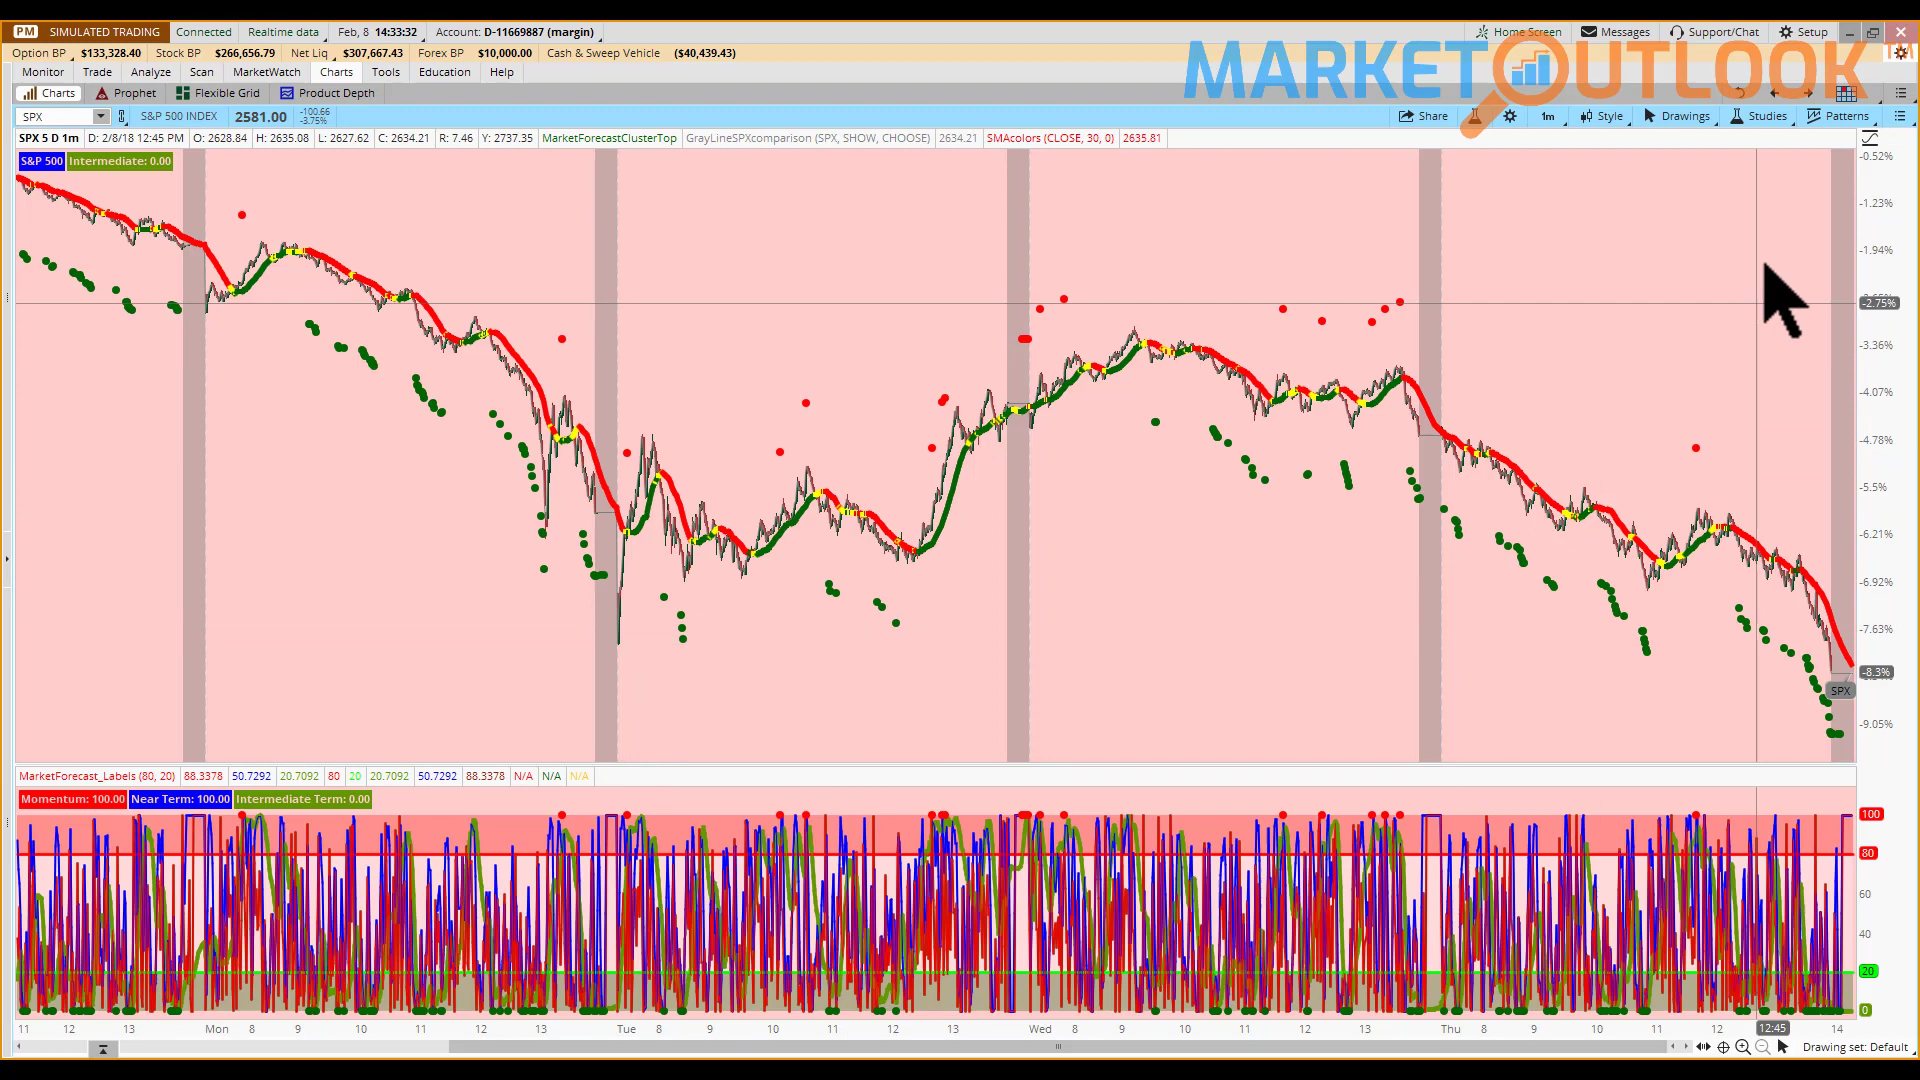 PM SIMULATED TRADING Connected Realtime data Feb, 8 14:33:32 Account: D-11669887 (margin) Home Screen Messages Support/Chat Setup
Option BP $133,328.40 Stock BP $266,656.79 Net Liq $307,667.43 Forex BP $10,000.00 Cash & Sweep Vehicle ($40,439.43)
MARKET OUTLOOK
Monitor Trade Analyze Scan MarketWatch Charts Tools Education Help
Charts Prophet Flexible Grid Product Depth
SPX S&P 500 INDEX 2581.00 -100.66 -3.75% Share 1m Style Drawings Studies Patterns
SPX 5 D 1m D: 2/8/18 12:45 PM O: 2628.84 H: 2635.08 L: 2627.62 C: 2634.21 R: 7.46 Y: 2737.35 MarketForecastClusterTop GrayLineSPXcomparison (SPX, SHOW, CHOOSE) 2634.21 SMAcolors (CLOSE, 30, 0) 2635.81
S&P 500 Intermediate: 0.00
-0.52%
-1.23%
-1.94%
-2.75%
-3.36%
-4.07%
-4.78%
-5.5%
-6.21%
-6.92%
-7.63%
-8.3%
SPX
-9.05%
MarketForecast_Labels (80, 20) 88.3378 50.7292 20.7092 80 20 20.7092 50.7292 88.3378 N/A N/A N/A
Momentum: 100.00 Near Term: 100.00 Intermediate Term: 0.00
100
80
60
40
20
0
11 12 13 Mon 8 9 10 11 12 13 Tue 8 9 10 11 12 13 Wed 8 9 10 11 12 13 Thu 8 9 10 11 12 12:45 14
Drawing set: Default